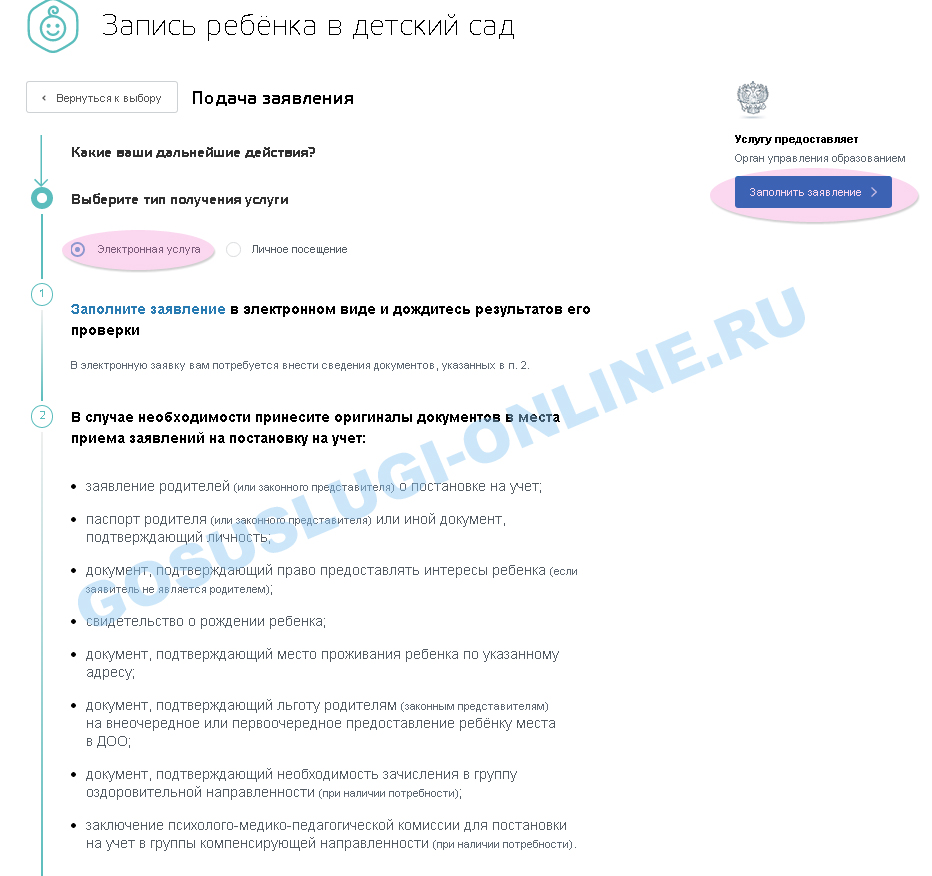 Запись ребёнка в детский сад
Вернуться к выбору
Подача заявления
Услугу предоставляет
Орган управления образованием
Заполнить заявление
Какие ваши дальнейшие действия?
Выберите тип получения услуги
Электронная услуга
Личное посещение
1
Заполните заявление в электронном виде и дождитесь результатов его
проверки
В электронную заявку вам потребуется внести сведения документов, указанных в п. 2.
2
В случае необходимости принесите оригиналы документов в места
приема заявлений на постановку на учет:
заявление родителей (или законного представителя) о постановке на учет;
паспорт родителя (или законного представителя) или иной документ,
подтверждающий личность;
документ, подтверждающий право предоставлять интересы ребенка (если
заявитель не является родителем);
свидетельство о рождении ребенка;
документ, подтверждающий место проживания ребенка по указанному
адресу;
документ, подтверждающий льготу родителям (законным представителям)
на внеочередное или первоочередное предоставление ребёнку места
в ДОО;
документ, подтверждающий необходимость зачисления в группу
оздоровительной направленности (при наличии потребности);
заключение психолого-медико-педагогической комиссии для постановки
на учет в группы компенсирующей направленности (при наличии потребности).
GOSUSLUGI-ONLINE.RU